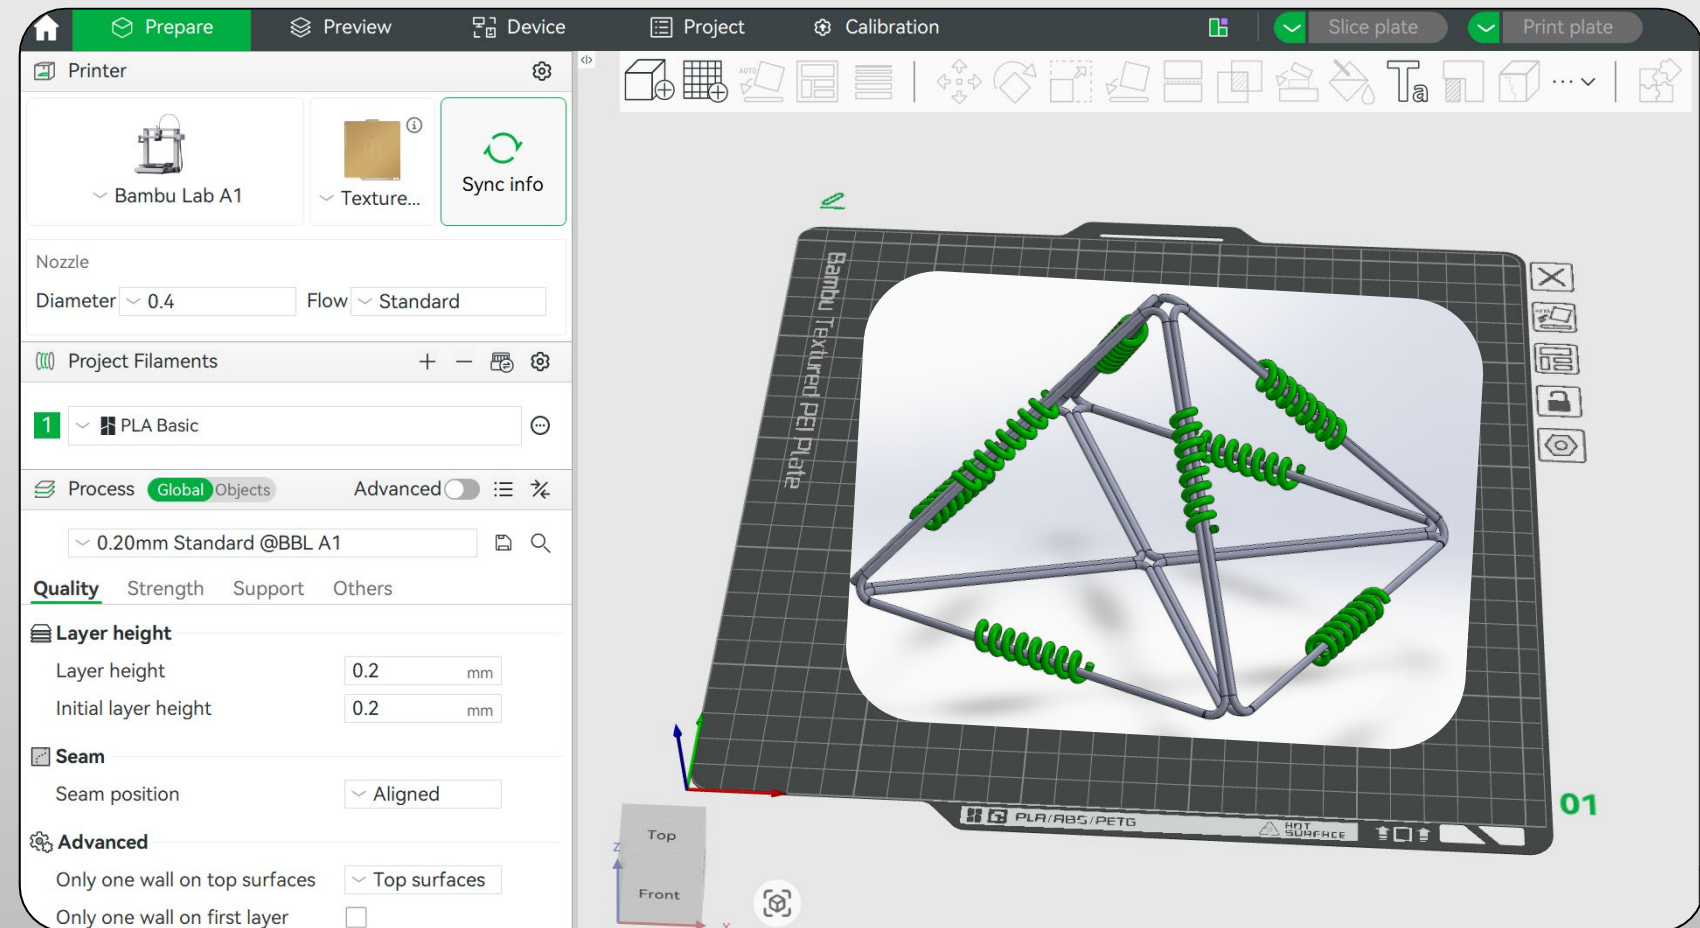 Prepare
Preview
Device
Project
Calibration
Slice plate
Print plate
Printer
Bambu Lab A1
Texture...
Sync info
Nozzle
Diameter 0.4 Flow Standard
Project Filaments
1 PLA Basic
Process Global Objects Advanced
0.20mm Standard @BBL A1
Quality Strength Support Others
Layer height
Layer height 0.2 mm
Initial layer height 0.2 mm
Seam
Seam position Aligned
Advanced
Only one wall on top surfaces Top surfaces
Only one wall on first layer
AUTO
Ta
Bambu Textured PEI Plate
PLA/ABS/PETG
HOT
SURFACE
01
Top
Front
Z
X